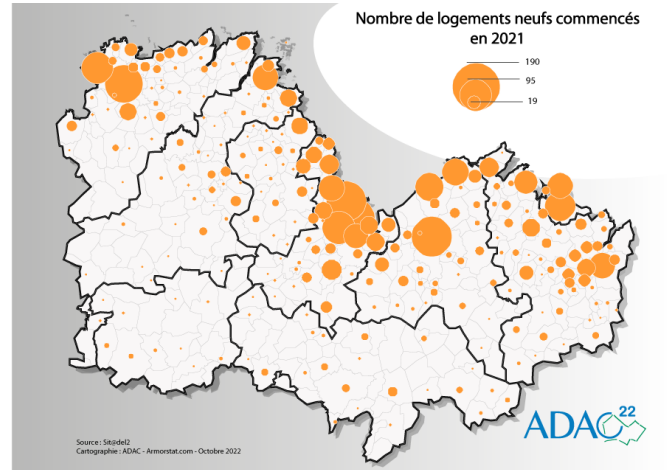 Nombre de logements neufs commencés
en 2021
190
95
19
ADAC 22
Source : Sit@del2
Cartographie : ADAC - Armorstat.com - Octobre 2022